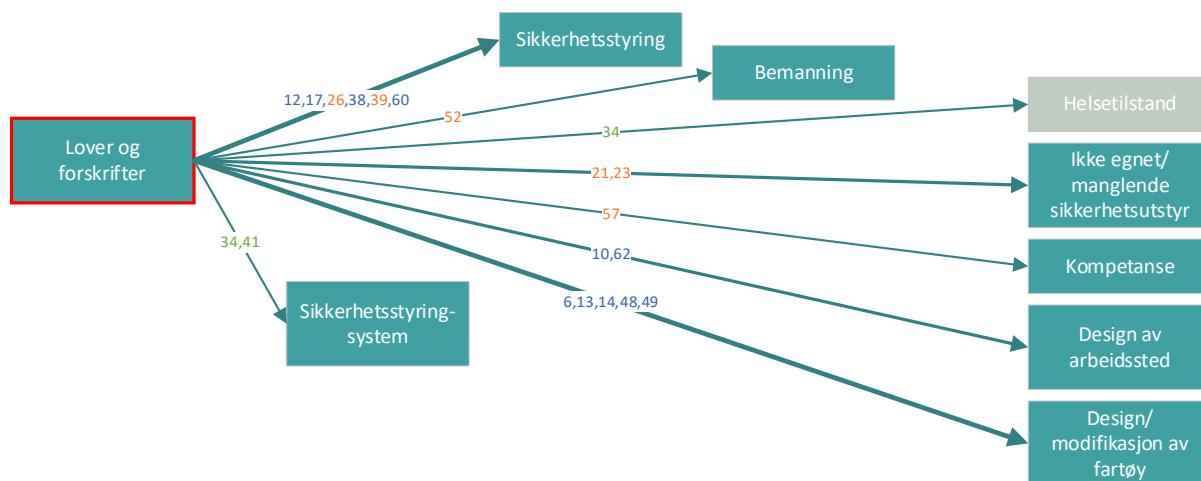 Sikkerhetsstyring
Bemanning
12,17,26,38,39,60
Helsetilstand
52
34
Lover og
forskrifter
Ikke egnet/
manglende
sikkerhetsutstyr
21,23
57
34,41
10,62
Kompetanse
6,13,14,48,49
Sikkerhetsstyring-
system
Design av
arbeidssted
Design/
modifikasjon av
fartøy